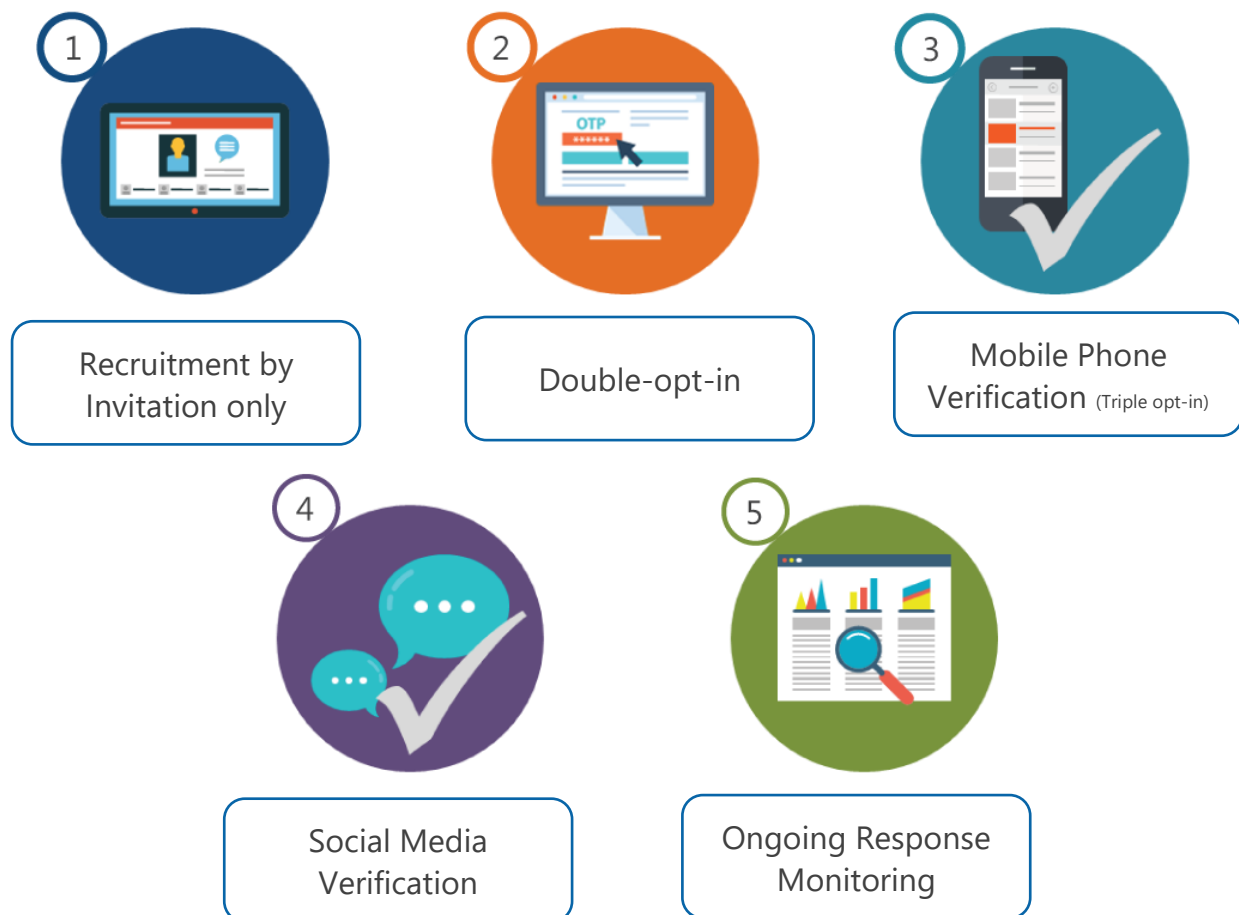 1
2
3
OTP
Recruitment by
Invitation only
Double-opt-in
Mobile Phone
Verification (Triple opt-in)
4
5
Social Media
Verification
Ongoing Response
Monitoring